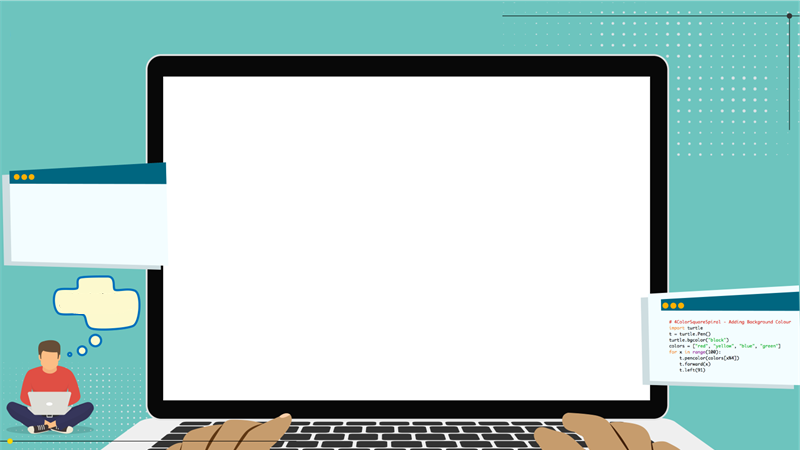 # 4ColorSquareSpiral - Adding Background Colour
import turtle
t = turtle.Pen()
turtle.bgcolor("black")
colors = ["red", "yellow", "blue", "green"]
for x in range(100):
t.pencolor(colors[x%4])
t.forward(x)
t.left(91)